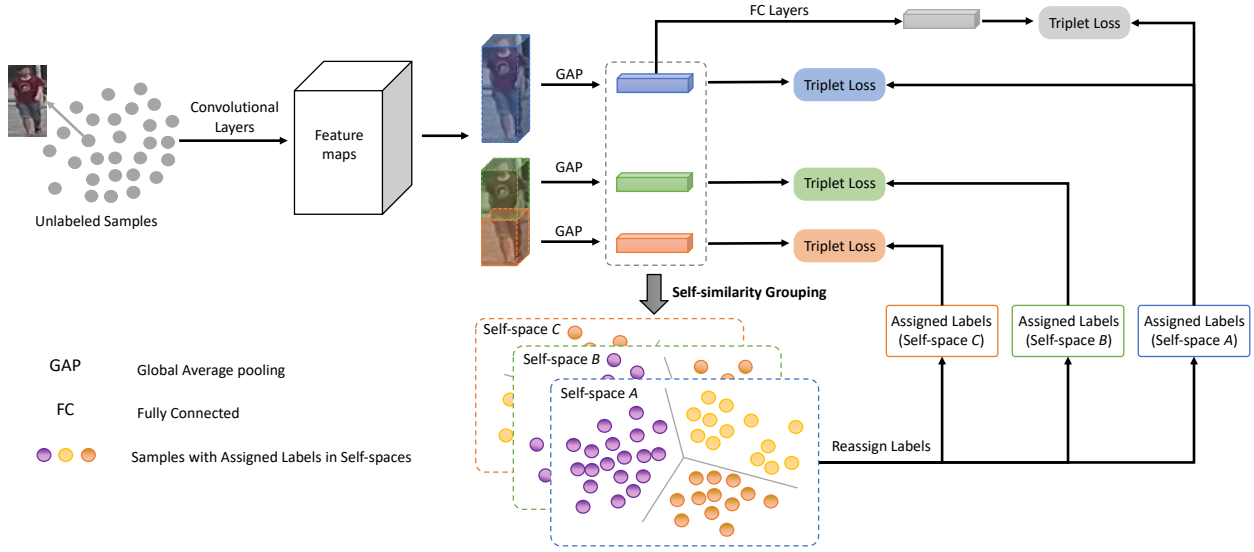 FC Layers
Triplet Loss
GAP
Triplet Loss
Convolutional
Layers
Feature
maps
GAP
Triplet Loss
Unlabeled Samples
GAP
Triplet Loss
Self-similarity Grouping
Assigned Labels
(Self-space C)
Assigned Labels
(Self-space B)
Assigned Labels
(Self-space A)
Self-space C
Self-space B
Self-space A
Reassign Labels
GAP
Global Average pooling
FC
Fully Connected
Samples with Assigned Labels in Self-spaces